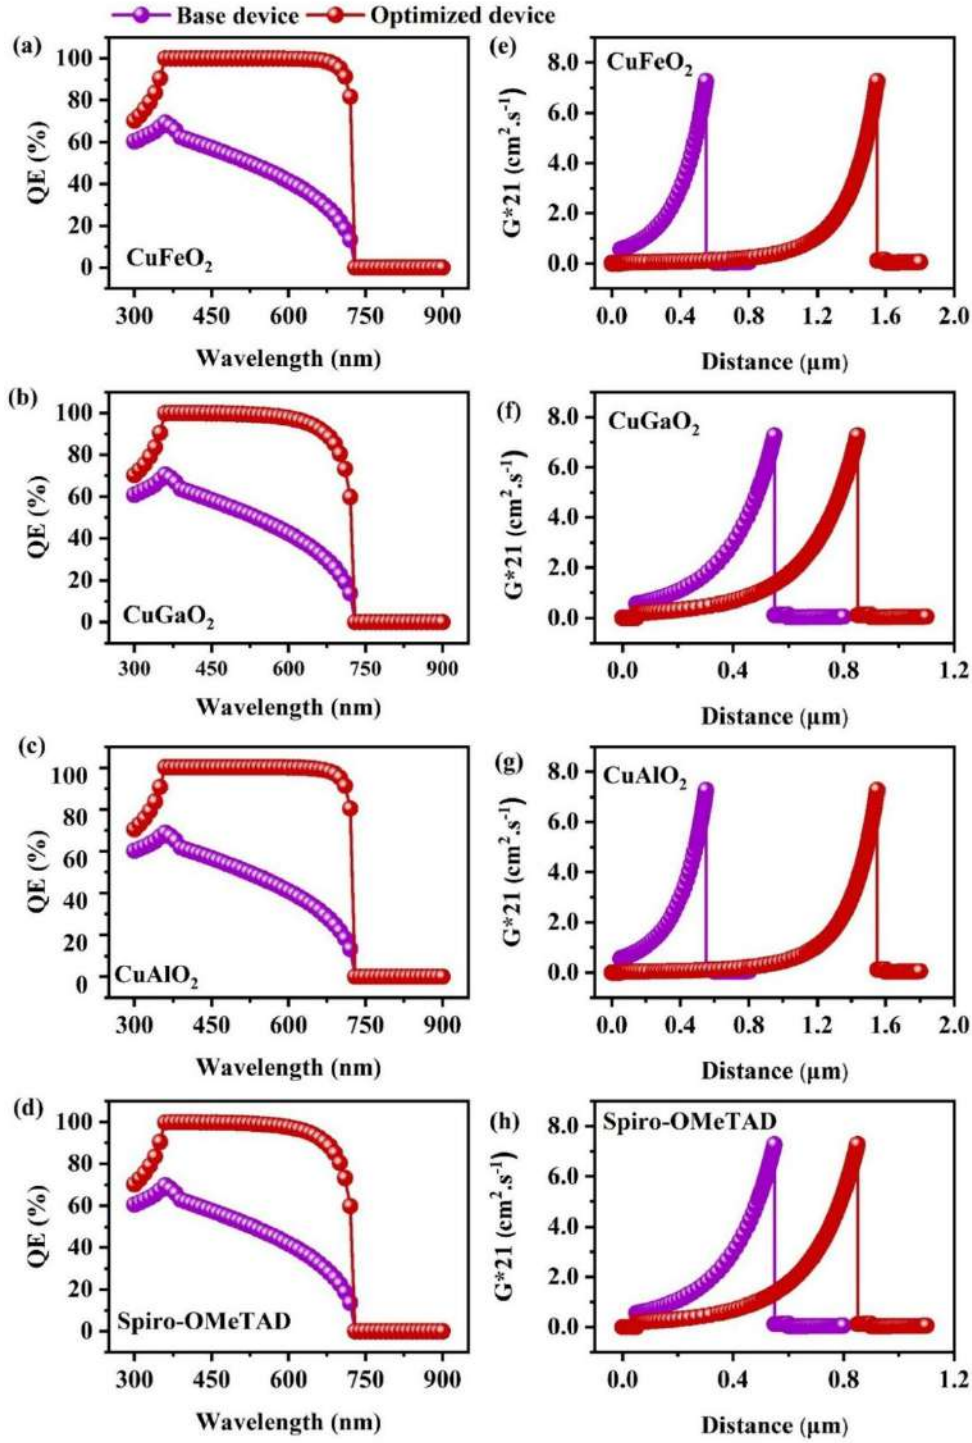 Base device Optimized device
(a)
100
80
60
40
20
0
QE (%)
CuFeO₂
300 450 600 750 900
Wavelength (nm)
(e)
8.0
6.0
4.0
2.0
0.0
G*21 (cm².s⁻¹)
CuFeO₂
0.0 0.4 0.8 1.2 1.6 2.0
Distance (μm)
(b)
100
80
60
40
20
0
QE (%)
CuGaO₂
300 450 600 750 900
Wavelength (nm)
(f)
8.0
6.0
4.0
2.0
0.0
G*21 (cm².s⁻¹)
CuGaO₂
0.0 0.4 0.8 1.2
Distance (μm)
(c)
100
80
60
40
20
0
QE (%)
CuAlO₂
300 450 600 750 900
Wavelength (nm)
(g)
8.0
6.0
4.0
2.0
0.0
G*21 (cm².s⁻¹)
CuAlO₂
0.0 0.4 0.8 1.2 1.6 2.0
Distance (μm)
(d)
100
80
60
40
20
0
QE (%)
Spiro-OMeTAD
300 450 600 750 900
Wavelength (nm)
(h)
8.0
6.0
4.0
2.0
0.0
G*21 (cm².s⁻¹)
Spiro-OMeTAD
0.0 0.4 0.8 1.2
Distance (μm)